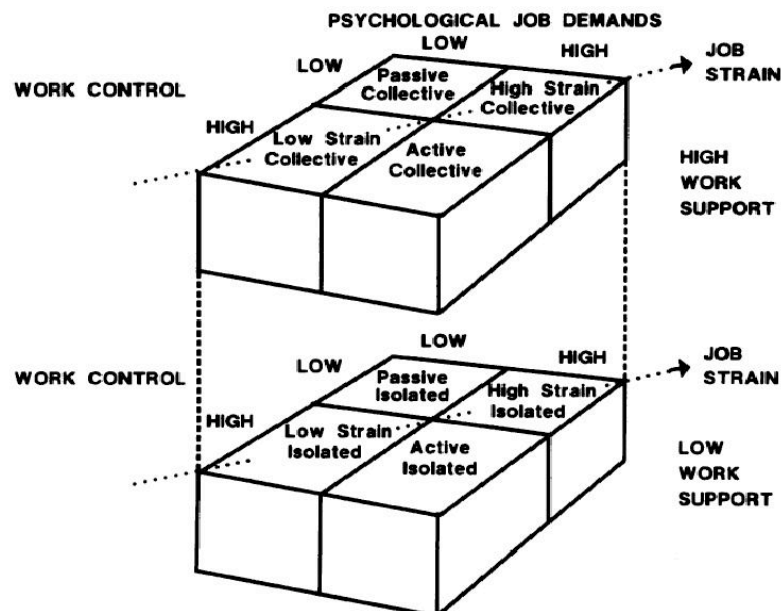 PSYCHOLOGICAL JOB DEMANDS
LOW
HIGH
JOB
STRAIN
LOW
WORK CONTROL
HIGH
Passive
Collective
High Strain
Collective
Low Strain
Collective
Active
Collective
HIGH
WORK
SUPPORT
LOW
HIGH
JOB
STRAIN
LOW
WORK CONTROL
HIGH
Passive
Isolated
High Strain
Isolated
Low Strain
Isolated
Active
Isolated
LOW
WORK
SUPPORT